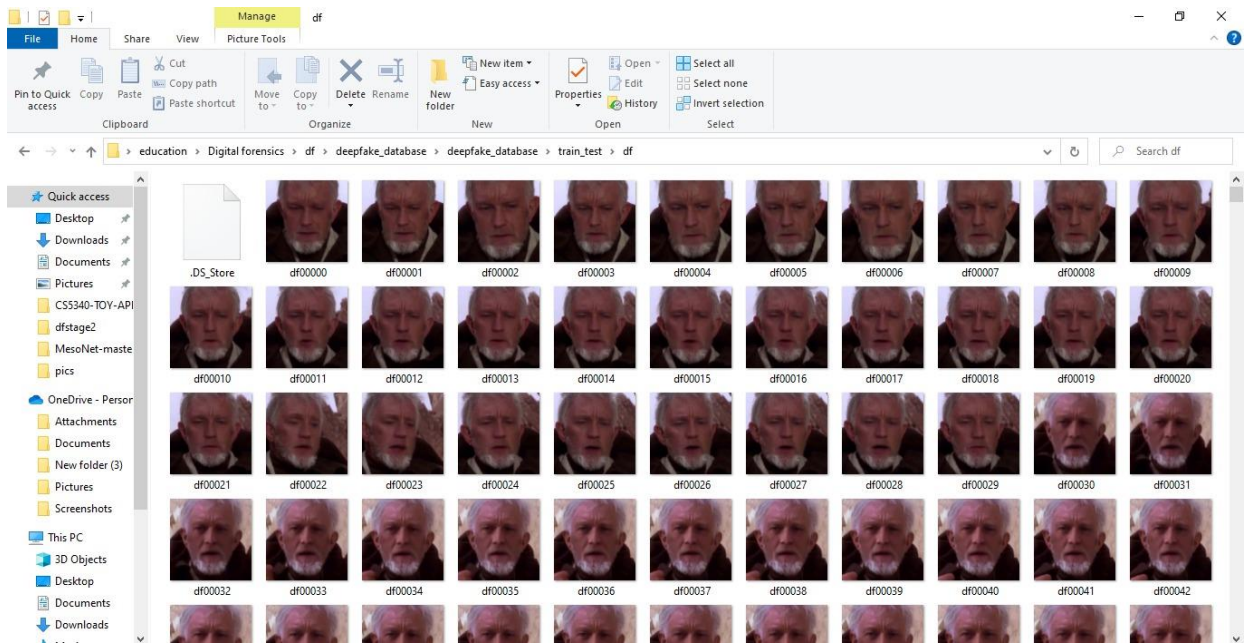 Manage df
File Home Share View Picture Tools
Pin to Quick access
Copy
Paste
Cut
Copy path
Paste shortcut
Clipboard
Move to
Copy to
Delete
Rename
Organize
New folder
New item
Easy access
New
Properties
Open
Edit
History
Open
Select all
Select none
Invert selection
Select
education > Digital forensics > df > deepfake_database > deepfake_database > train_test > df
Search df
Quick access
Desktop
Downloads
Documents
Pictures
CS5340-TOY-API
dfstage2
MesoNet-maste
pics
OneDrive - Person
Attachments
Documents
New folder (3)
Pictures
Screenshots
This PC
3D Objects
Desktop
Documents
Downloads
.DS_Store df00000 df00001 df00002 df00003 df00004 df00005 df00006 df00007 df00008 df00009
df00010 df00011 df00012 df00013 df00014 df00015 df00016 df00017 df00018 df00019 df00020
df00021 df00022 df00023 df00024 df00025 df00026 df00027 df00028 df00029 df00030 df00031
df00032 df00033 df00034 df00035 df00036 df00037 df00038 df00039 df00040 df00041 df00042